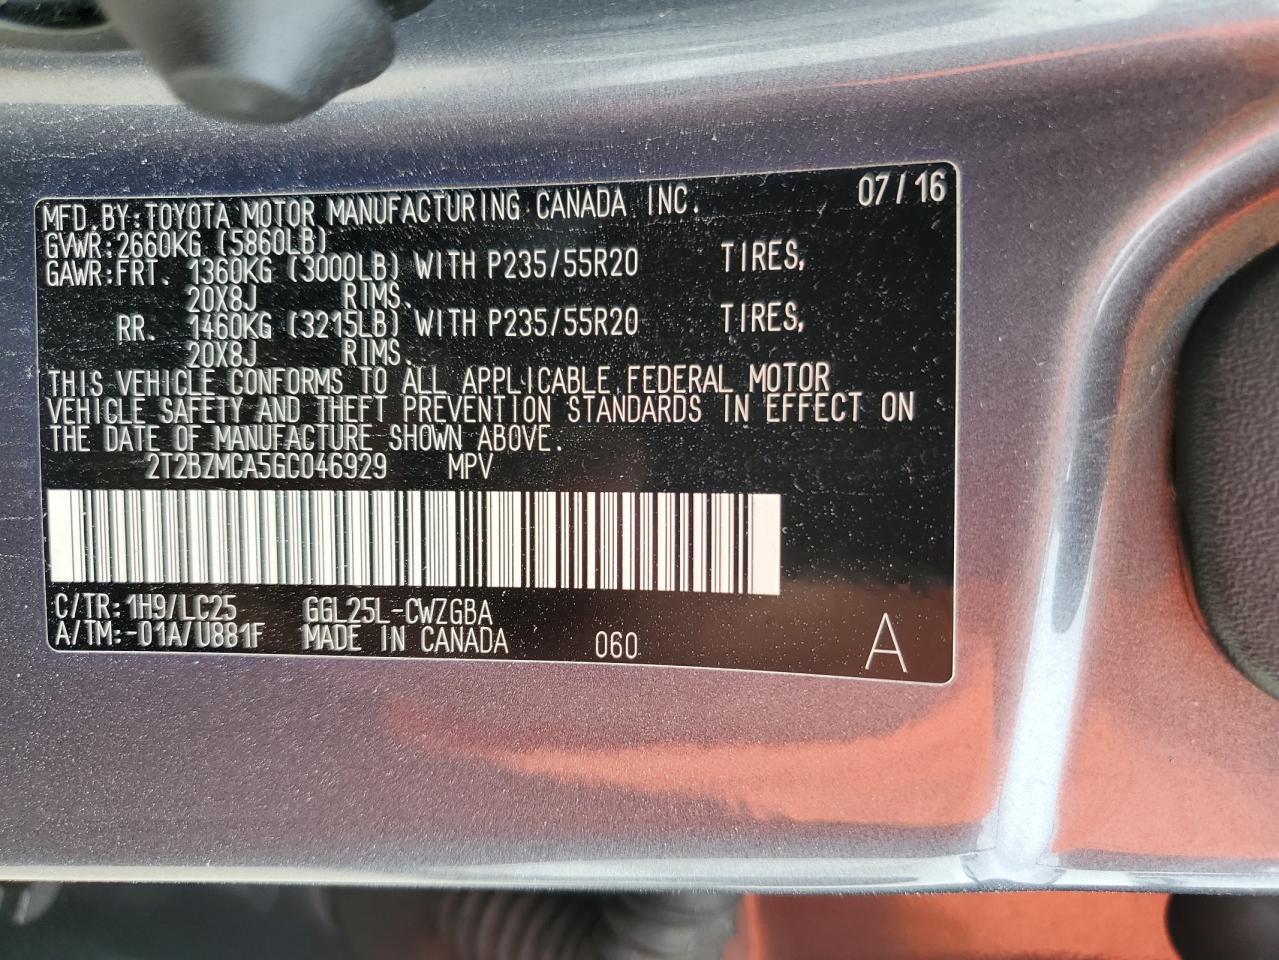 MFD.BY:TOYOTA MOTOR MANUFACTURING CANADA INC. 07/16
GVWR:2660KG (5860LB)
GAWR:FRT. 1360KG (3000LB) WITH P235/55R20 TIRES,
20X8J RIMS.
RR. 1460KG (3215LB) WITH P235/55R20 TIRES,
20X8J RIMS.
THIS VEHICLE CONFORMS TO ALL APPLICABLE FEDERAL MOTOR
VEHICLE SAFETY AND THEFT PREVENTION STANDARDS IN EFFECT ON
THE DATE OF MANUFACTURE SHOWN ABOVE.
2T2BZMCA5GC046929 MPV
C/TR:1H9/LC25 GGL25L-CWZGBA
A/TM:-01A/U881F MADE IN CANADA 060 A